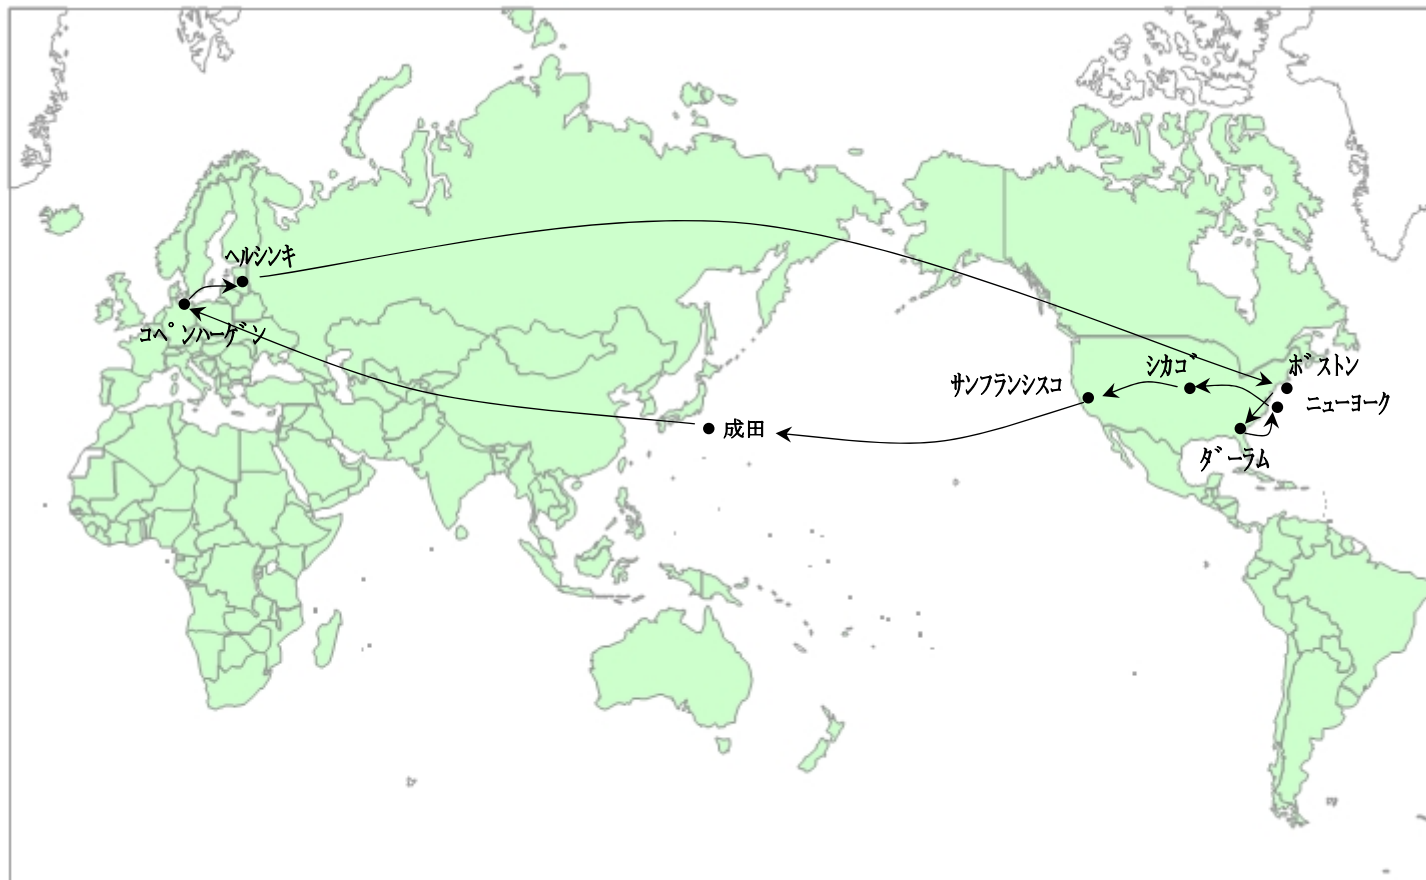 ヘルシンキ
コペンハーゲン
シカゴ
ボストン
サンフランシスコ
ニューヨーク
成田
ダーラム